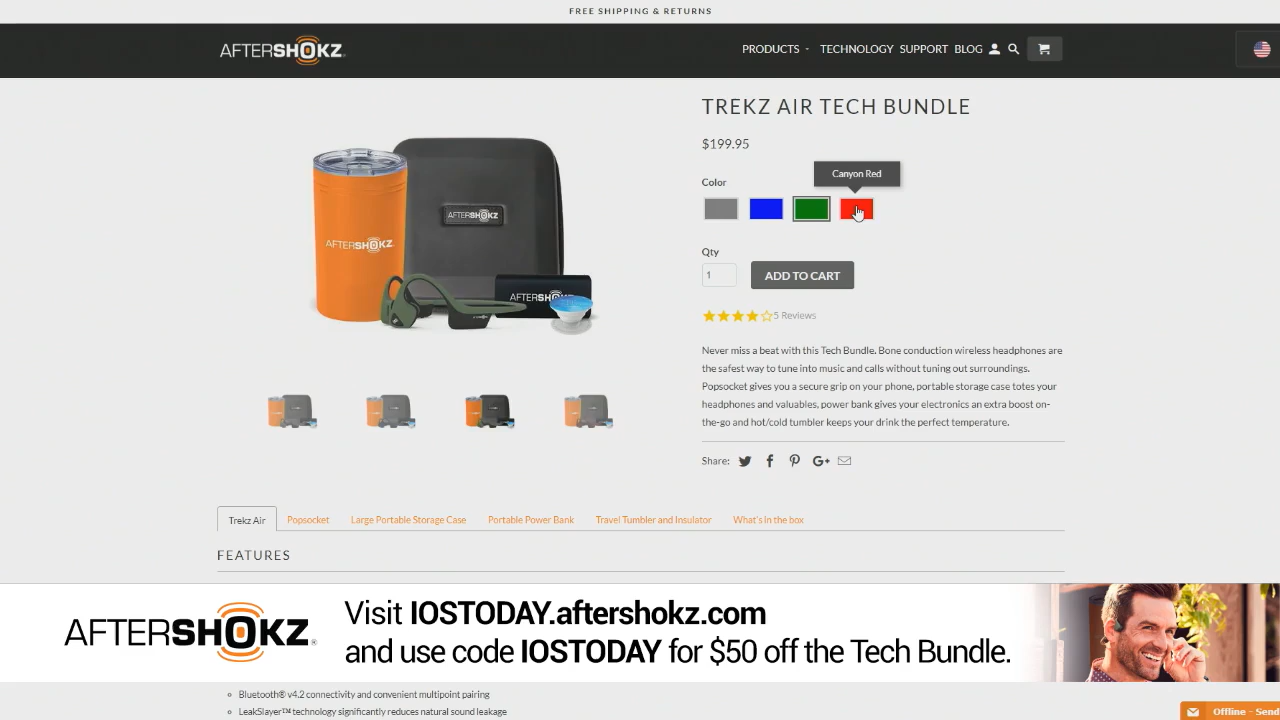 FREE SHIPPING & RETURNS
AFTERSHOKZ
PRODUCTS
TECHNOLOGY
SUPPORT
BLOG
TREKZ AIR TECH BUNDLE
$199.95
Canyon Red
Color
AFTERSHOKZ
AFTERSHOKZ
AFTERSHOKZ
Qty
1
ADD TO CART
5 Reviews
Never miss a beat with this Tech Bundle. Bone conduction wireless headphones are
the safest way to tune into music and calls without tuning out surroundings.
Popsocket gives you a secure grip on your phone, portable storage case totes your
headphones and valuables, power bank gives your electronics an extra boost on-
the-go and hot/cold tumbler keeps your drink the perfect temperature.
Share:
G+
Trekz Air
Popsocket
Large Portable Storage Case
Portable Power Bank
Travel Tumbler and Insulator
What's in the box
FEATURES
AFTERSHOKZ®
Visit IOSTODAY.aftershokz.com
and use code IOSTODAY for $50 off the Tech Bundle.
Bluetooth® v4.2 connectivity and convenient multipoint pairing
LeakSlayer™ technology significantly reduces natural sound leakage
Offline - Send